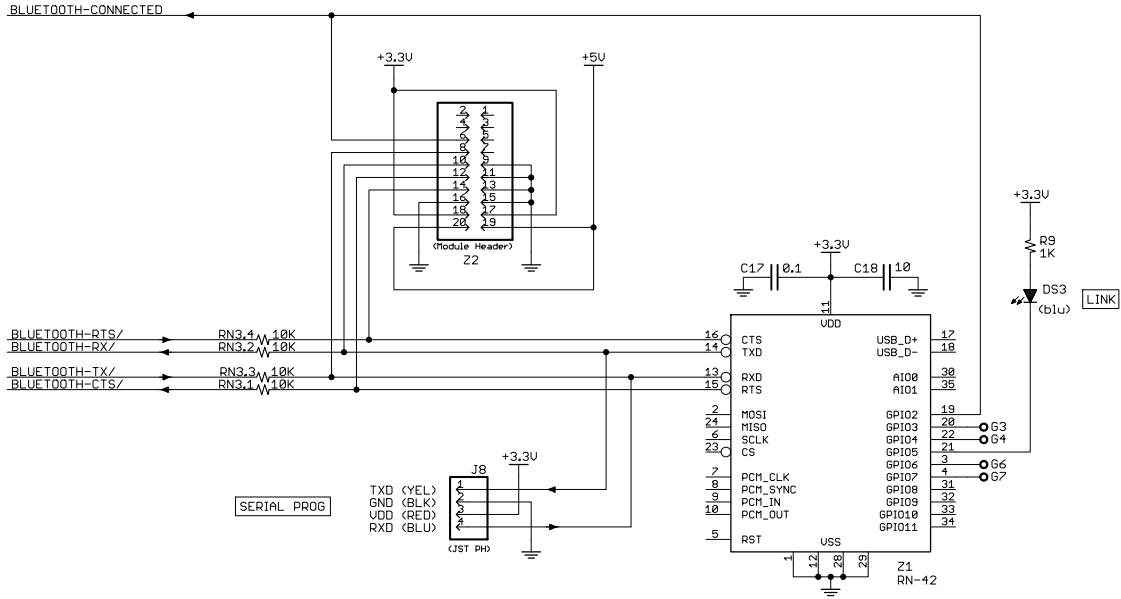 BLUETOOTH-CONNECTED
+3.3V
+5V
2 1
4 3
6 5
8 7
10 9
12 11
14 13
16 15
18 17
20 19
(Module Header)
Z2
+3.3V
R9
1K
DS3
(blu)
LINK
+3.3V
C17 0.1
C18 10
11
VDD
BLUETOOTH-RTS/ RN3.4 10K 16 CTS USB_D+ 17
BLUETOOTH-RX/ RN3.2 10K 14 TXD USB_D- 18
BLUETOOTH-TX/ RN3.3 10K 13 RXD AIO0 30
BLUETOOTH-CTS/ RN3.1 10K 15 RTS AIO1 35
2 MOSI GPIO2 19
24 MISO GPIO3 20 G3
6 SCLK GPIO4 22 G4
23 CS GPIO5 21
GPIO6 3 G6
7 PCM_CLK GPIO7 4 G7
8 PCM_SYNC GPIO8 31
9 PCM_IN GPIO9 32
10 PCM_OUT GPIO10 33
GPIO11 34
5 RST VSS
1 12 28 29
Z1
RN-42
+3.3V
J8
TXD (YEL) 1
GND (BLK) 2
VDD (RED) 3
RXD (BLU) 4
(JST PH)
SERIAL PROG